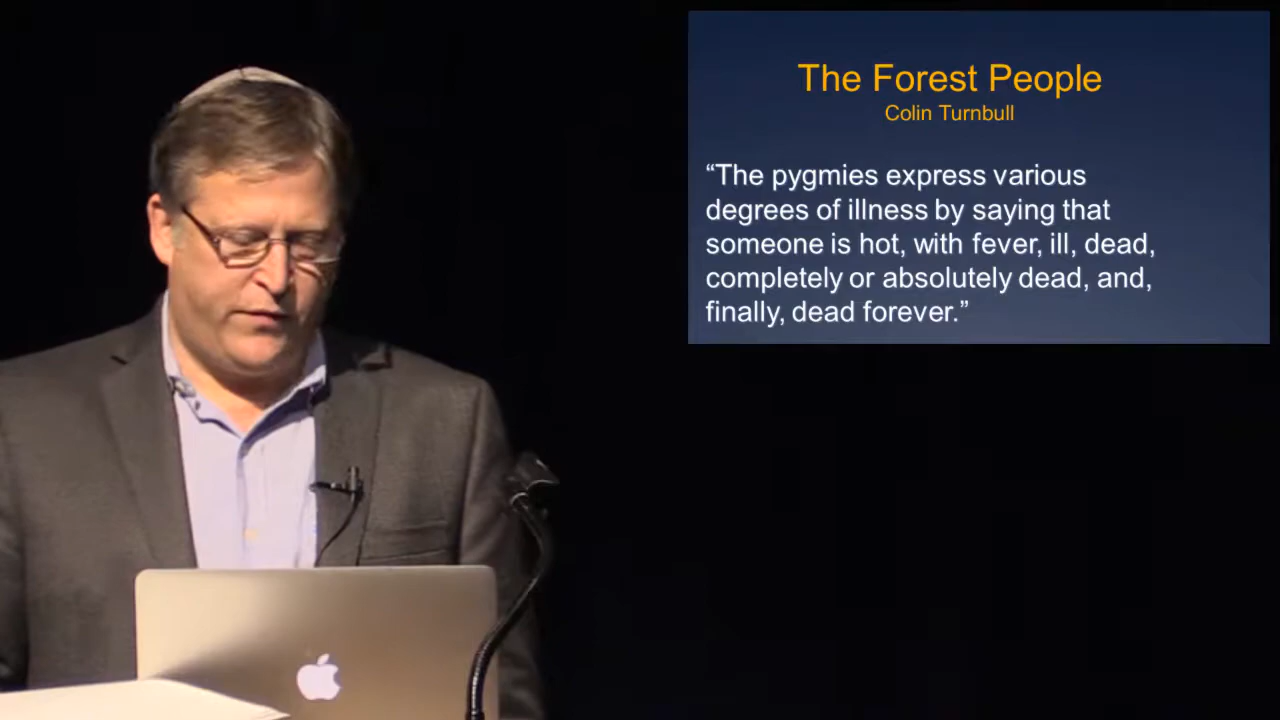 The Forest People
Colin Turnbull
“The pygmies express various
degrees of illness by saying that
someone is hot, with fever, ill, dead,
completely or absolutely dead, and,
finally, dead forever.”